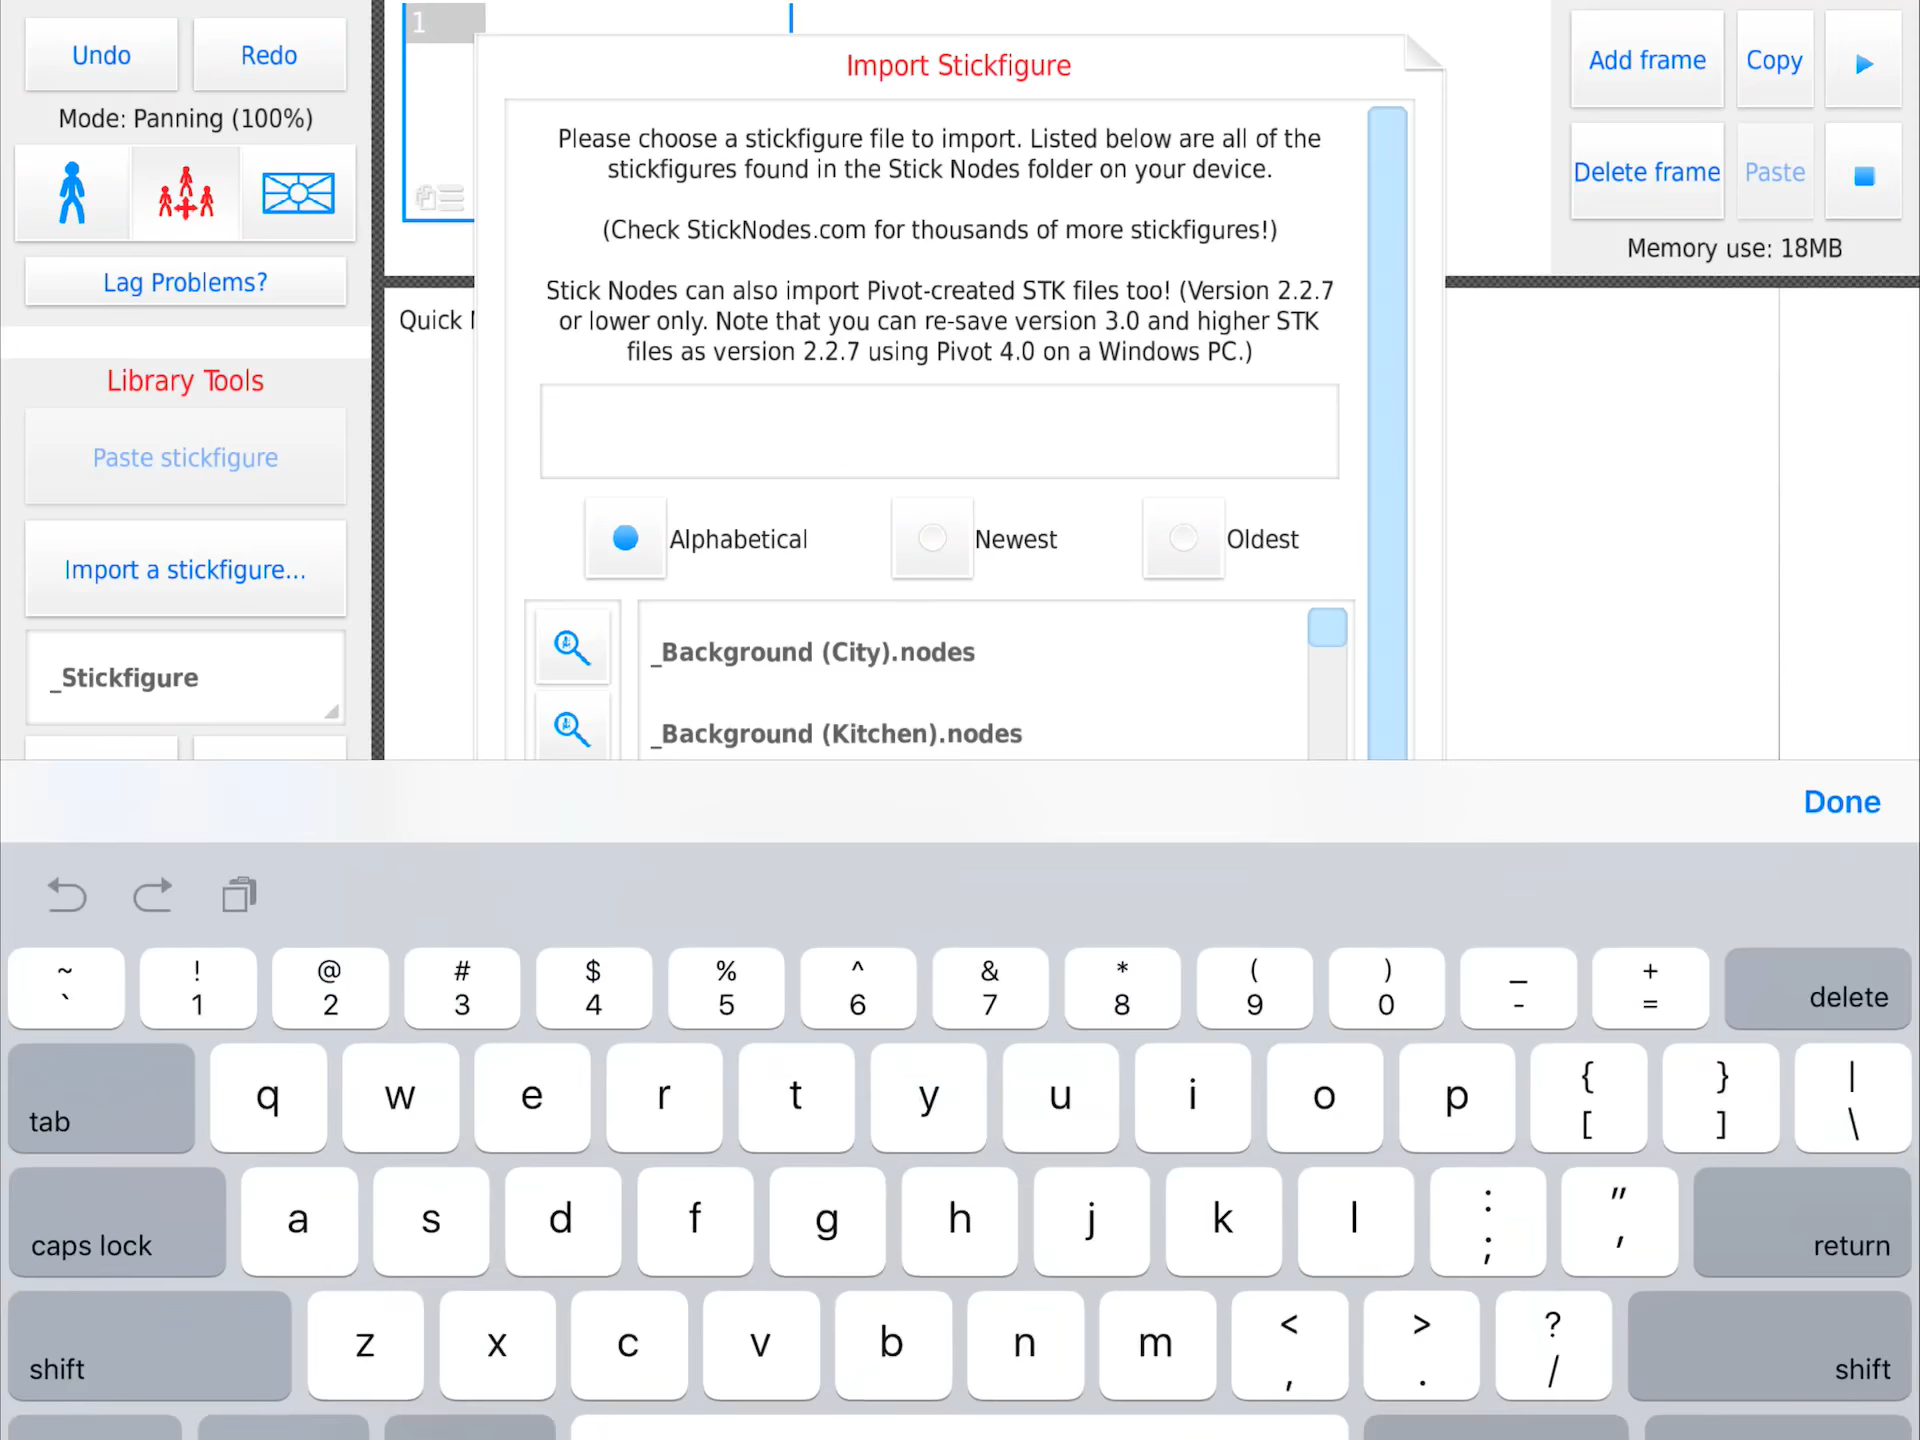 Undo
Redo
Mode: Panning (100%)
Lag Problems?
Library Tools
Paste stickfigure
Import a stickfigure...
_Stickfigure
1
Quick
Import Stickfigure
Please choose a stickfigure file to import. Listed below are all of the
stickfigures found in the Stick Nodes folder on your device.
(Check StickNodes.com for thousands of more stickfigures!)
Stick Nodes can also import Pivot-created STK files too! (Version 2.2.7
or lower only. Note that you can re-save version 3.0 and higher STK
files as version 2.2.7 using Pivot 4.0 on a Windows PC.)
Alphabetical
Newest
Oldest
_Background (City).nodes
_Background (Kitchen).nodes
Add frame
Copy
Delete frame
Paste
Memory use: 18MB
Done
~ ! @ # $ % ^ & * ( ) _ +
` 1 2 3 4 5 6 7 8 9 0 - = delete
tab q w e r t y u i o p { [ } ] | \
caps lock a s d f g h j k l : ; " ' return
shift z x c v b n m < , > . ? / shift